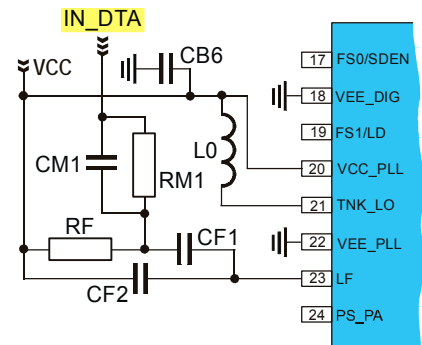 IN_DTA
VCC
CB6
17 FS0/SDEN
18 VEE_DIG
19 FS1/LD
CM1
RM1
L0
20 VCC_PLL
21 TNK_LO
RF
CF1
22 VEE_PLL
CF2
23 LF
24 PS_PA